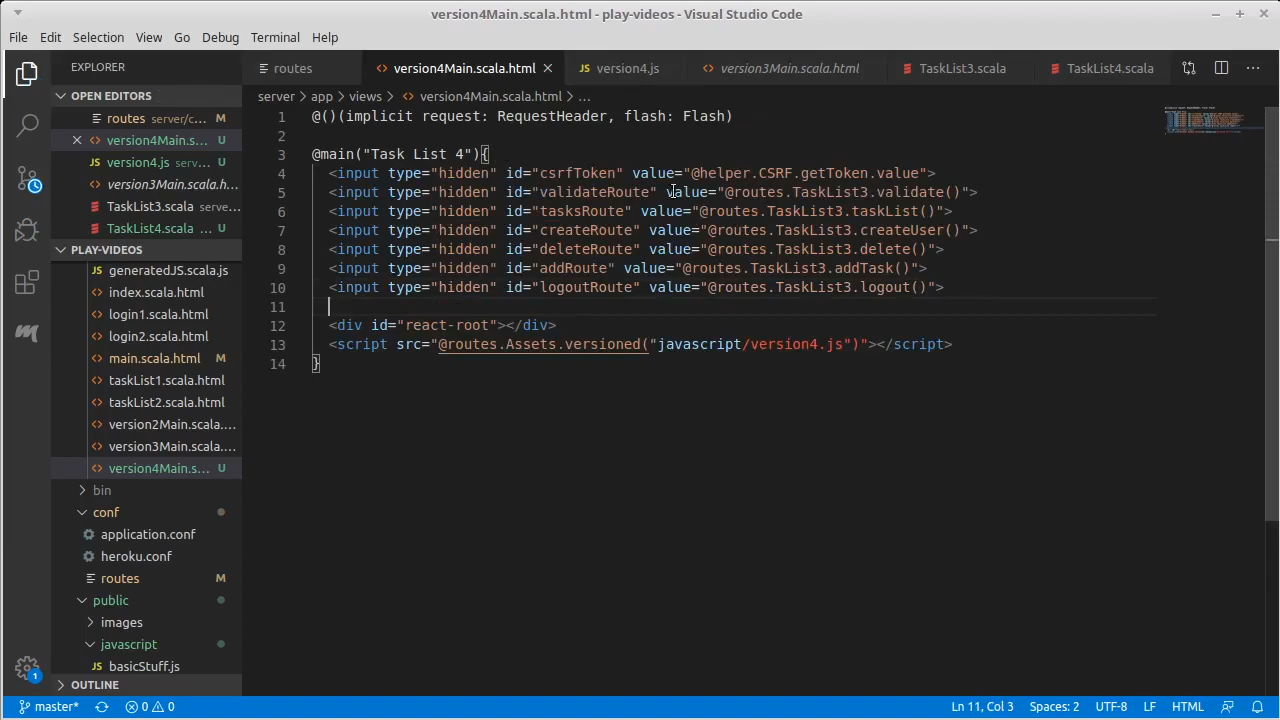 version4Main.scala.html - play-videos - Visual Studio Code
File Edit Selection View Go Debug Terminal Help
EXPLORER
routes version4Main.scala.html version4.js version3Main.scala.html TaskList3.scala TaskList4.scala ...
OPEN EDITORS
routes server/c... M
version4Main.s... U
version4.js serv... U
version3Main.scala.html ...
TaskList3.scala serve...
TaskList4.scala ... U
PLAY-VIDEOS
generatedJS.scala.js
index.scala.html
login1.scala.html
login2.scala.html
main.scala.html M
taskList1.scala.html
taskList2.scala.html
version2Main.scala....
version3Main.scala....
version4Main.s... U
bin
conf
application.conf
heroku.conf
routes M
public
images
javascript
basicStuff.js
OUTLINE
server > app > views > version4Main.scala.html > ...
1 @()(implicit request: RequestHeader, flash: Flash)
2
3 @main("Task List 4"){
4 <input type="hidden" id="csrfToken" value="@helper.CSRF.getToken.value">
5 <input type="hidden" id="validateRoute" value="@routes.TaskList3.validate()">
6 <input type="hidden" id="tasksRoute" value="@routes.TaskList3.taskList()">
7 <input type="hidden" id="createRoute" value="@routes.TaskList3.createUser()">
8 <input type="hidden" id="deleteRoute" value="@routes.TaskList3.delete()">
9 <input type="hidden" id="addRoute" value="@routes.TaskList3.addTask()">
10 <input type="hidden" id="logoutRoute" value="@routes.TaskList3.logout()">
11
12 <div id="react-root"></div>
13 <script src="@routes.Assets.versioned("javascript/version4.js")"></script>
14 }
1
master* 0 0 Ln 11, Col 3 Spaces: 2 UTF-8 LF HTML